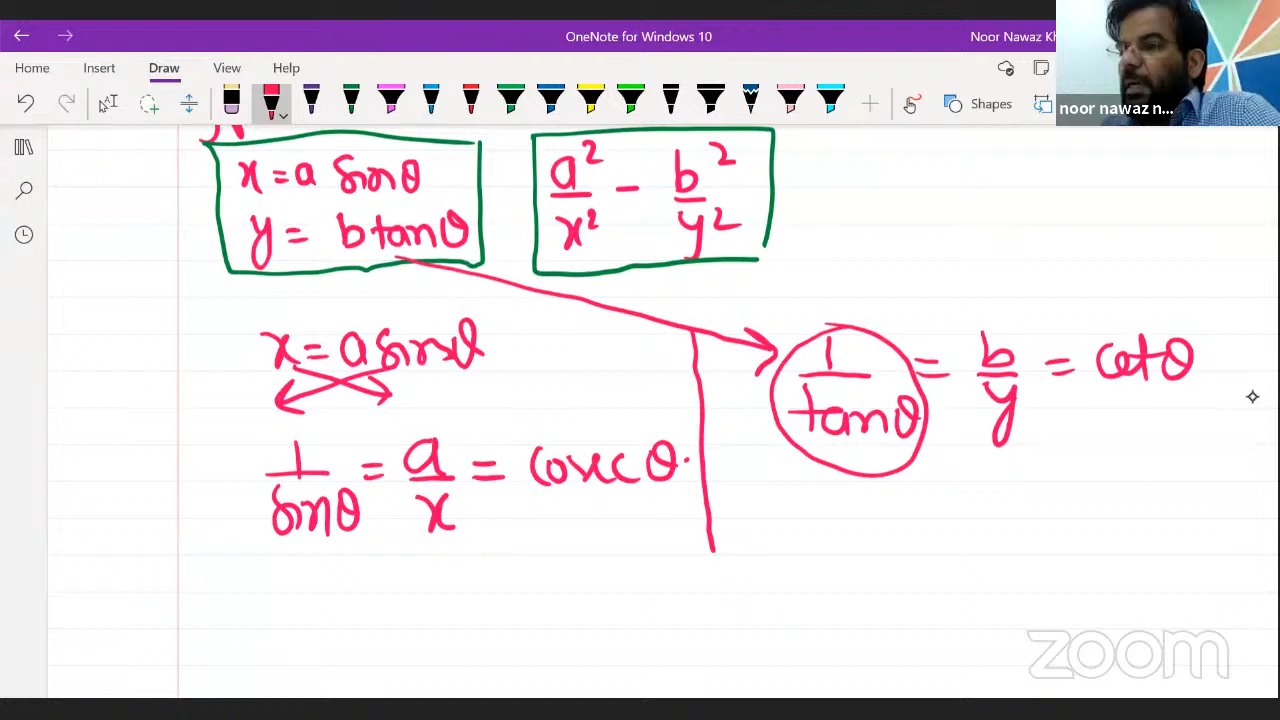 OneNote for Windows 10
Noor Nawaz Kh
Home Insert Draw View Help
Shapes
noor nawaz n...
x = a sinθ
y = b tanθ
a²/x² - b²/y²
x = a sinθ
1/tanθ = b/y = cotθ
1/sinθ = a/x = cosecθ.
zoom